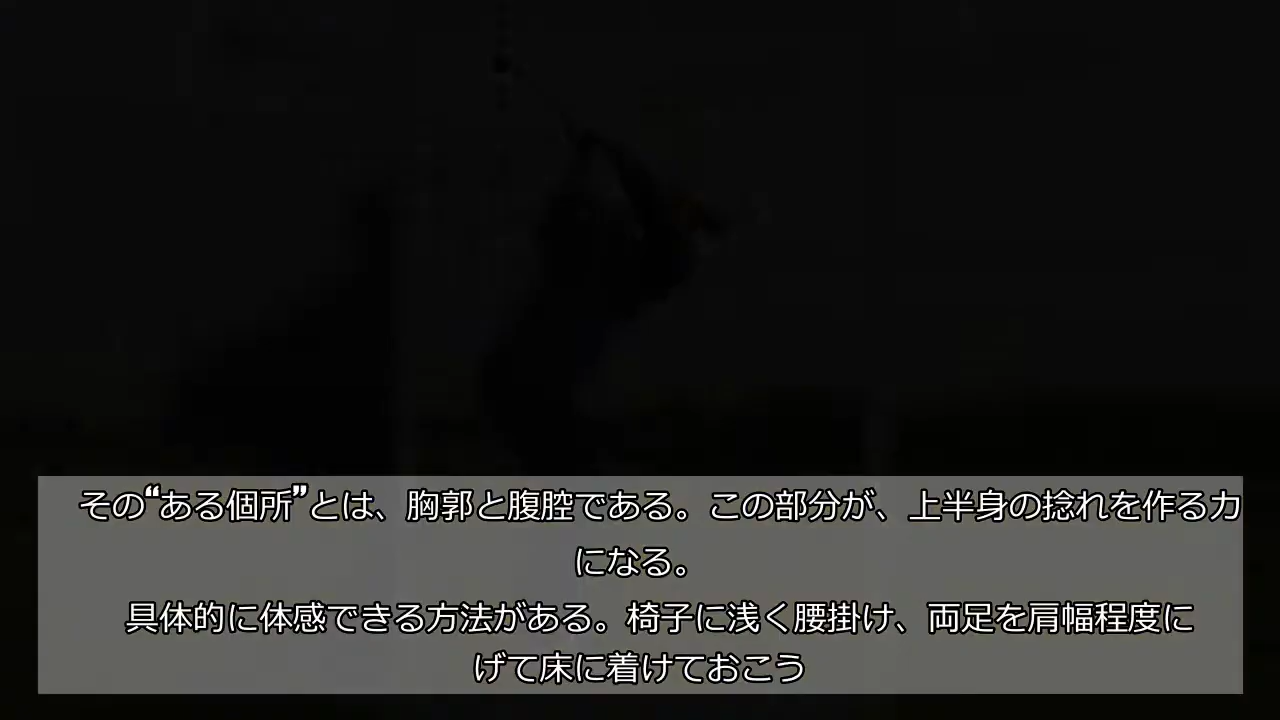 その“ある個所”とは、胸郭と腹腔である。この部分が、上半身の捻れを作る力
になる。
具体的に体感できる方法がある。椅子に浅く腰掛け、両足を肩幅程度に
げて床に着けておこう